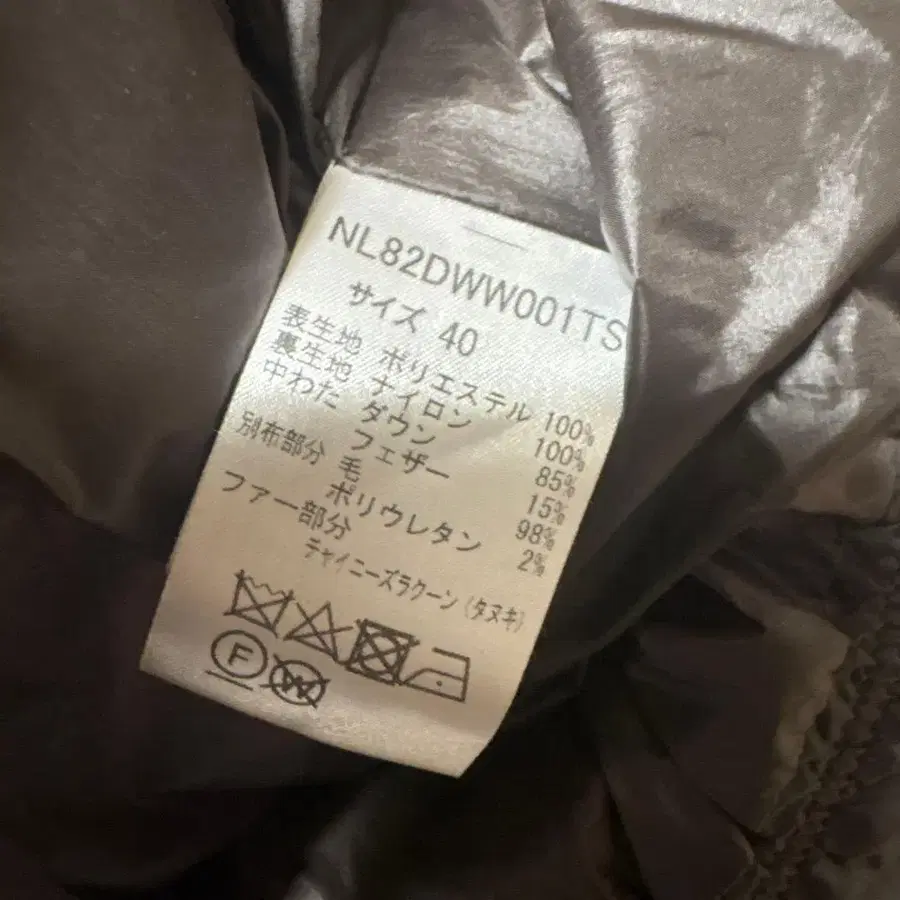 NL82DWW001TS
サイズ 40
表生地 ポリエステル 100%
裏生地 ナイロン 100%
中わた ダウン 85%
フェザー 15%
別布部分 毛 98%
ポリウレタン 2%
ファー部分
チャイニーズラクーン(タヌキ)
F W